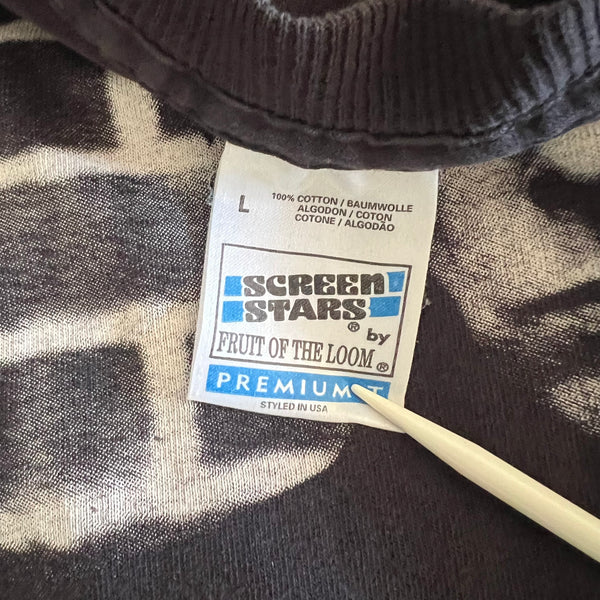 L
100% COTTON / BAUMWOLLE
ALGODON / COTON
COTONE / ALGODÃO
SCREEN
STARS®
by
FRUIT OF THE LOOM®
PREMIUM T
STYLED IN USA